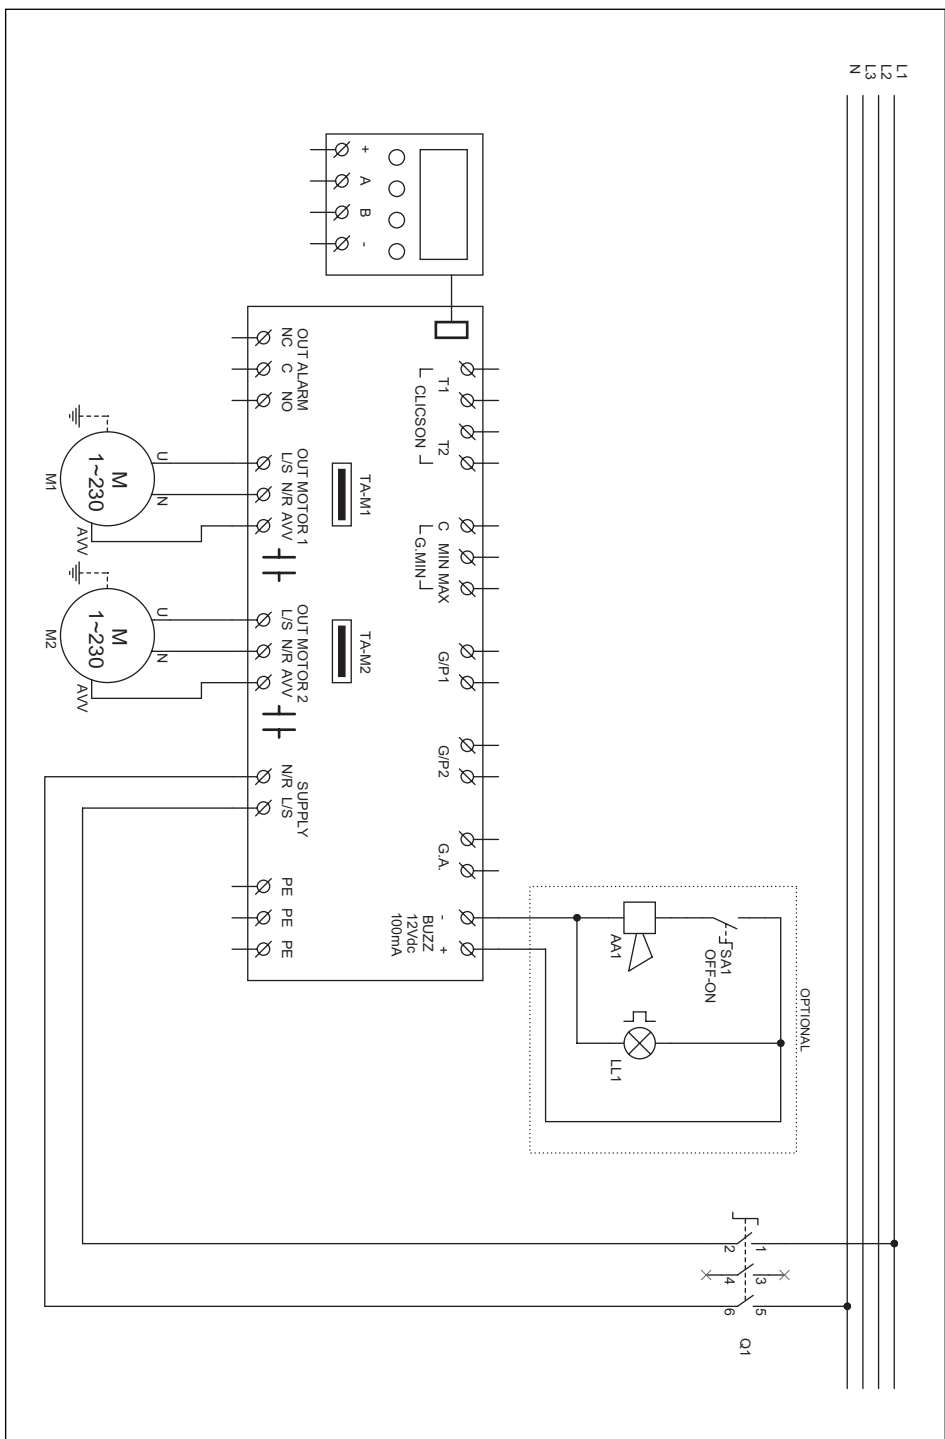 L1
L2
L3
N
OPTIONAL
1 3 5
Q1
2 4 6
SA1
OFF-ON
AA1
LL1
+ A B -
T1 T2
CLICSON
C MIN MAX
G.MIN
G/P1
G/P2
G.A.
- +
BUZZ
12Vdc
100mA
TA-M1
TA-M2
OUT ALARM
NC C NO
OUT MOTOR 1
L/S N/R AVV
OUT MOTOR 2
L/S N/R AVV
SUPPLY
N/R L/S
PE PE PE
U N
M
1~230
AVV
M1
U N
M
1~230
AVV
M2